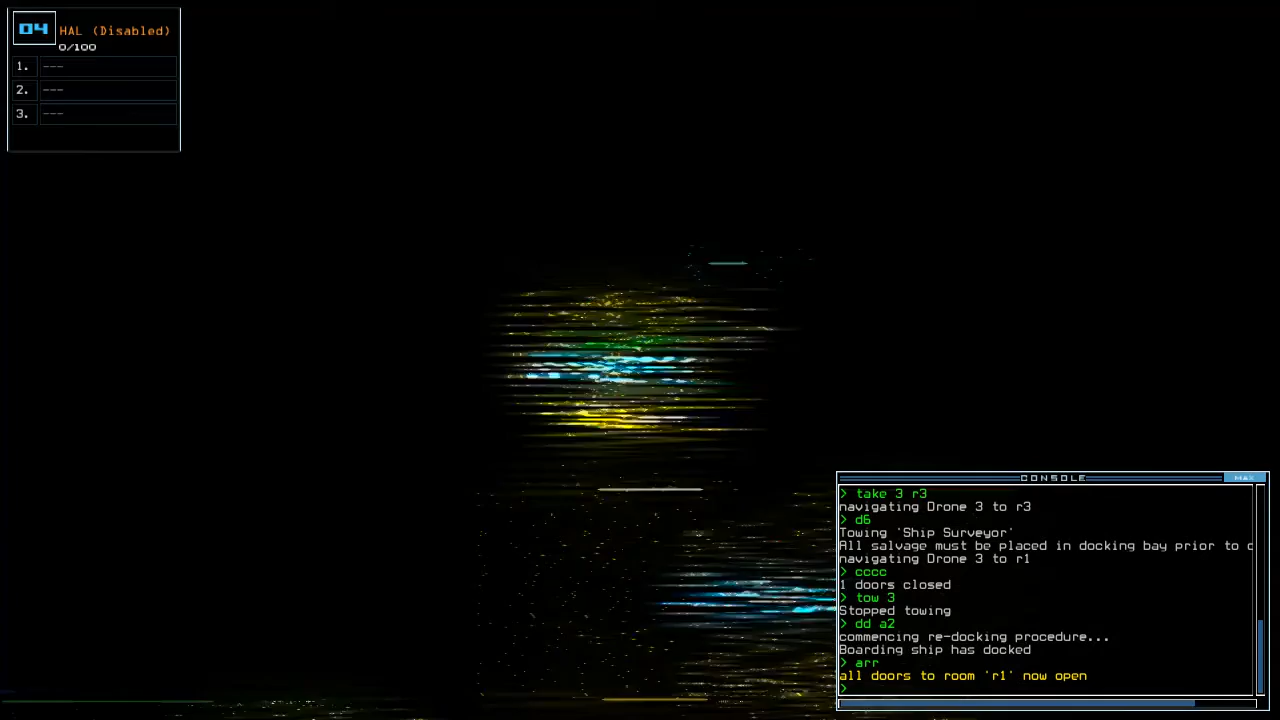 04 HAL (Disabled)
0/100
1. ---
2. ---
3. ---
CONSOLE
MAX
> take 3 r3
navigating Drone 3 to r3
> d6
Towing 'Ship Surveyor'
All salvage must be placed in docking bay prior to
navigating Drone 3 to r1
> cccc
1 doors closed
> tow 3
Stopped towing
> dd a2
commencing re-docking procedure...
Boarding ship has docked
> arr
all doors to room 'r1' now open
>